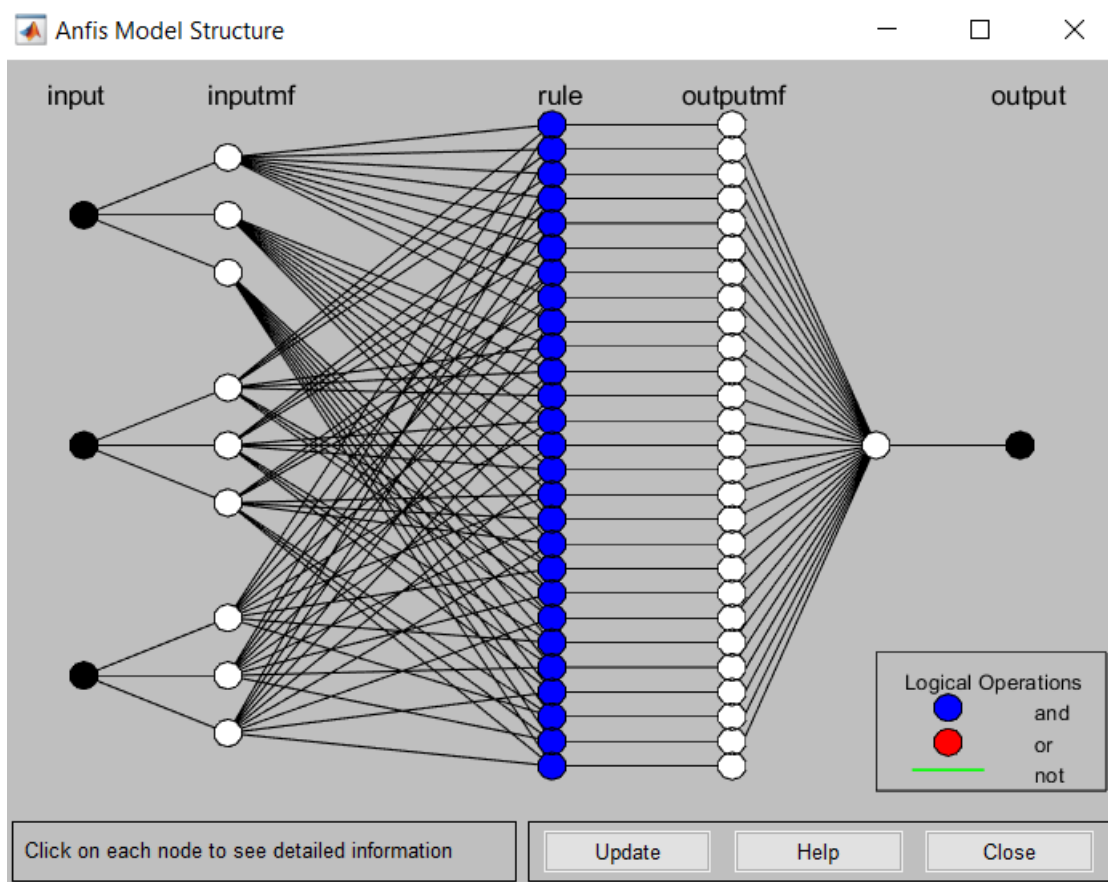 Anfis Model Structure
input inputmf rule outputmf output
Logical Operations
and
or
not
Click on each node to see detailed information
Update Help Close